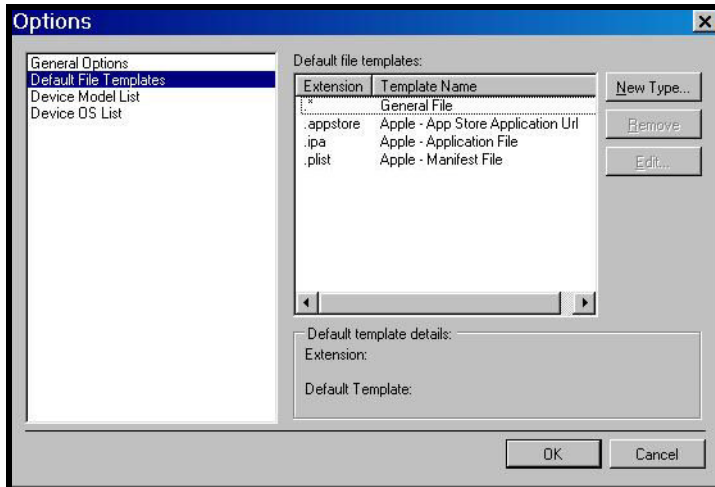 Options
General Options
Default File Templates
Device Model List
Device OS List
Default file templates:
Extension Template Name
.* General File
.appstore Apple - App Store Application Url
.ipa Apple - Application File
.plist Apple - Manifest File
New Type...
Remove
Edit...
Default template details:
Extension:
Default Template:
OK Cancel